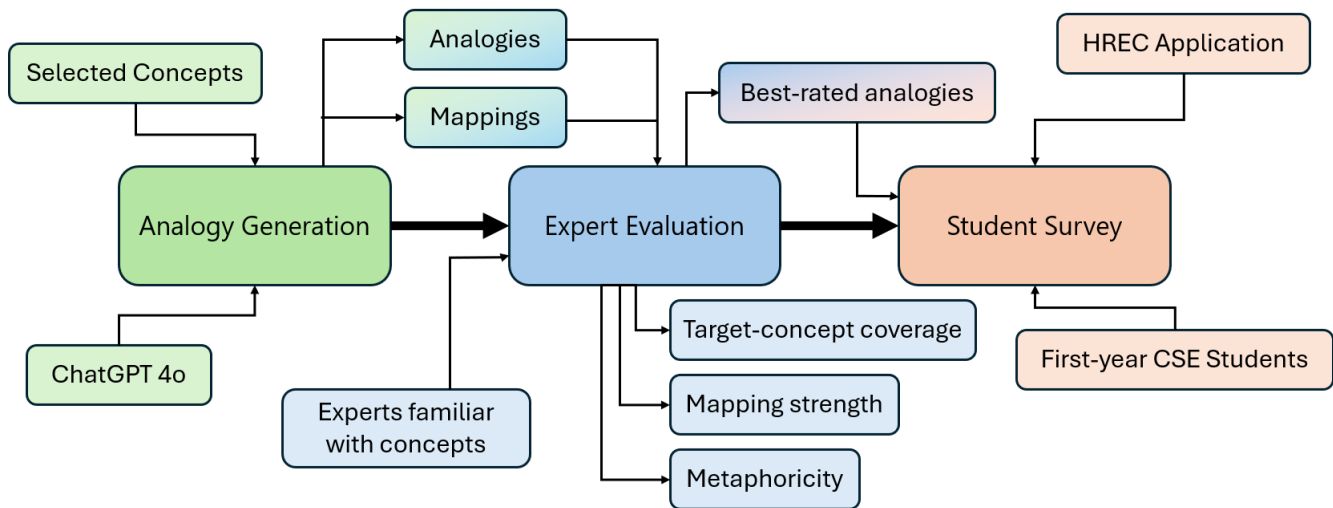 Selected Concepts
Analogies
Mappings
Best-rated analogies
HREC Application
Analogy Generation
Expert Evaluation
Student Survey
ChatGPT 4o
Experts familiar
with concepts
Target-concept coverage
Mapping strength
Metaphoricity
First-year CSE Students